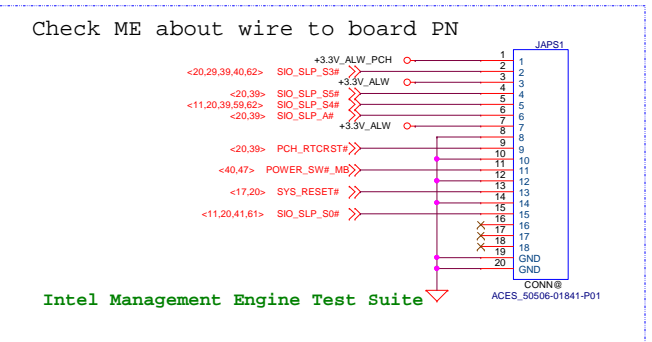 Check ME about wire to board PN
JAPS1
+3.3V_ALW_PCH 1 1
<20,29,39,40,62> SIO_SLP_S3# 2 2
+3.3V_ALW 3 3
<20,39> SIO_SLP_S5# 4 4
<11,20,39,59,62> SIO_SLP_S4# 5 5
<20,39> SIO_SLP_A# 6 6
+3.3V_ALW 7 7
8 8
<20,39> PCH_RTCRST# 9 9
10 10
<40,47> POWER_SW#_MB 11 11
12 12
<17,20> SYS_RESET# 13 13
14 14
<11,20,41,61> SIO_SLP_S0# 15 15
16 16
17 17
18 18
19 GND
20 GND
CONN@
ACES_50506-01841-P01
Intel Management Engine Test Suite